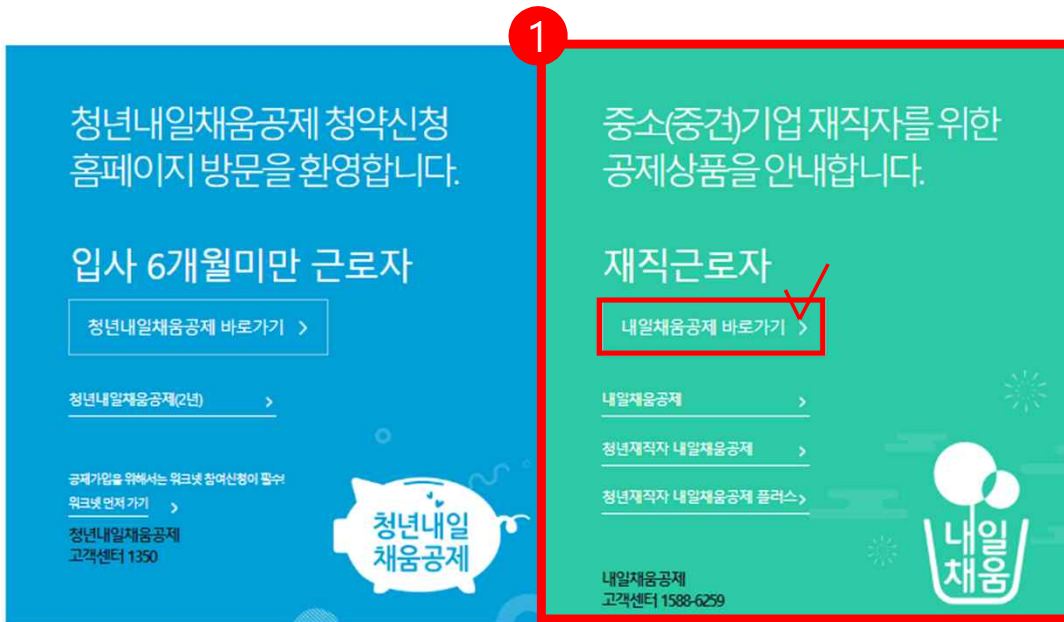 1
청년내일채움공제 청약신청
홈페이지 방문을 환영합니다.
입사 6개월미만 근로자
청년내일채움공제 바로가기 >
청년내일채움공제(2년) >
공제가입을 위해서는 워크넷 참여신청이 필수!
워크넷 먼저 가기 >
청년내일채움공제
고객센터 1350
청년내일
채움공제
중소(중견)기업 재직자를 위한
공제상품을 안내합니다.
재직근로자
내일채움공제 바로가기 >
내일채움공제 >
청년재직자 내일채움공제 >
청년재직자 내일채움공제 플러스 >
내일채움공제
고객센터 1588-6259
내일
채움